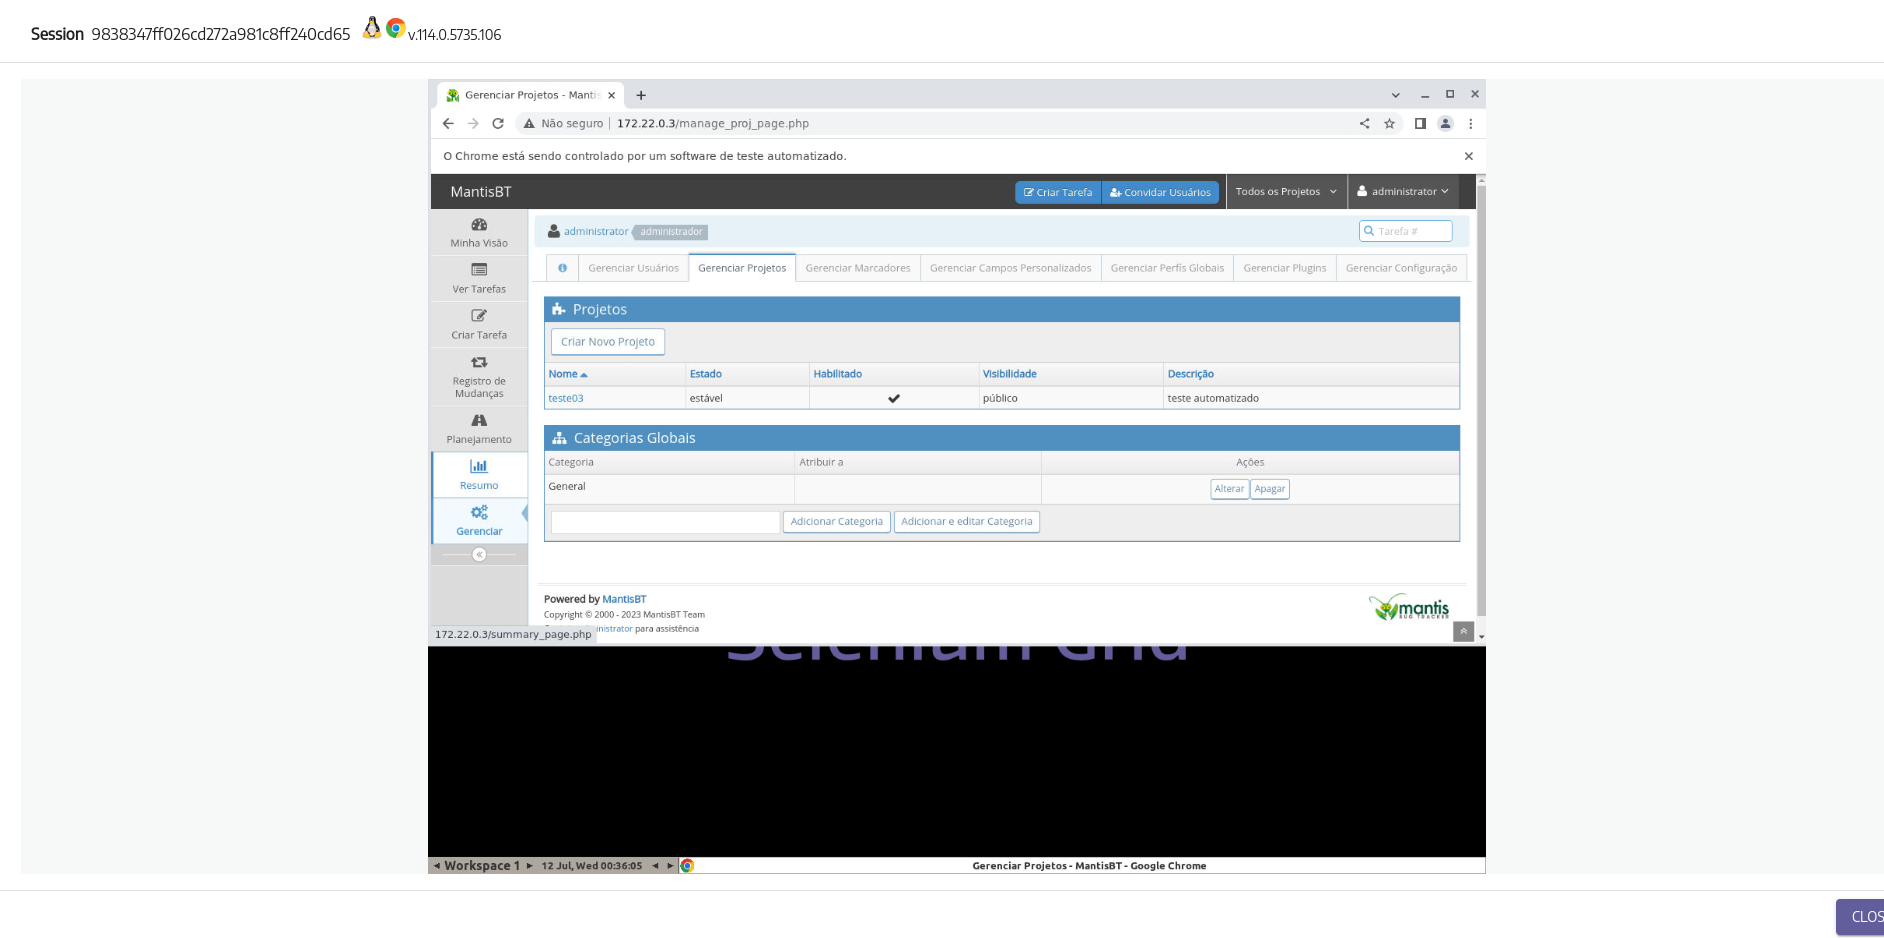 Session 9838347ff026cd272a981c8ff240cd65 v.114.0.5735.106
Gerenciar Projetos - Mantis
Não seguro 172.22.0.3/manage_proj_page.php
O Chrome está sendo controlado por um software de teste automatizado.
MantisBT Criar Tarefa Convidar Usuários Todos os Projetos administrator
Minha Visão
Ver Tarefas
Criar Tarefa
Registro de
Mudanças
Planejamento
Resumo
Gerenciar
administrator administrador Tarefa #
Gerenciar Usuários Gerenciar Projetos Gerenciar Marcadores Gerenciar Campos Personalizados Gerenciar Perfís Globais Gerenciar Plugins Gerenciar Configuração
Projetos
Criar Novo Projeto
Nome Estado Habilitado Visibilidade Descrição
teste03 estável público teste automatizado
Categorias Globais
Categoria Atribuir a Ações
General Alterar Apagar
Adicionar Categoria Adicionar e editar Categoria
Powered by MantisBT
Copyright © 2000 - 2023 MantisBT Team
para assistência
mantis
BUG TRACKER
172.22.0.3/summary_page.php
Selenium Grid
Workspace 1 12 Jul, Wed 00:36:05 Gerenciar Projetos - MantisBT - Google Chrome
CLOS